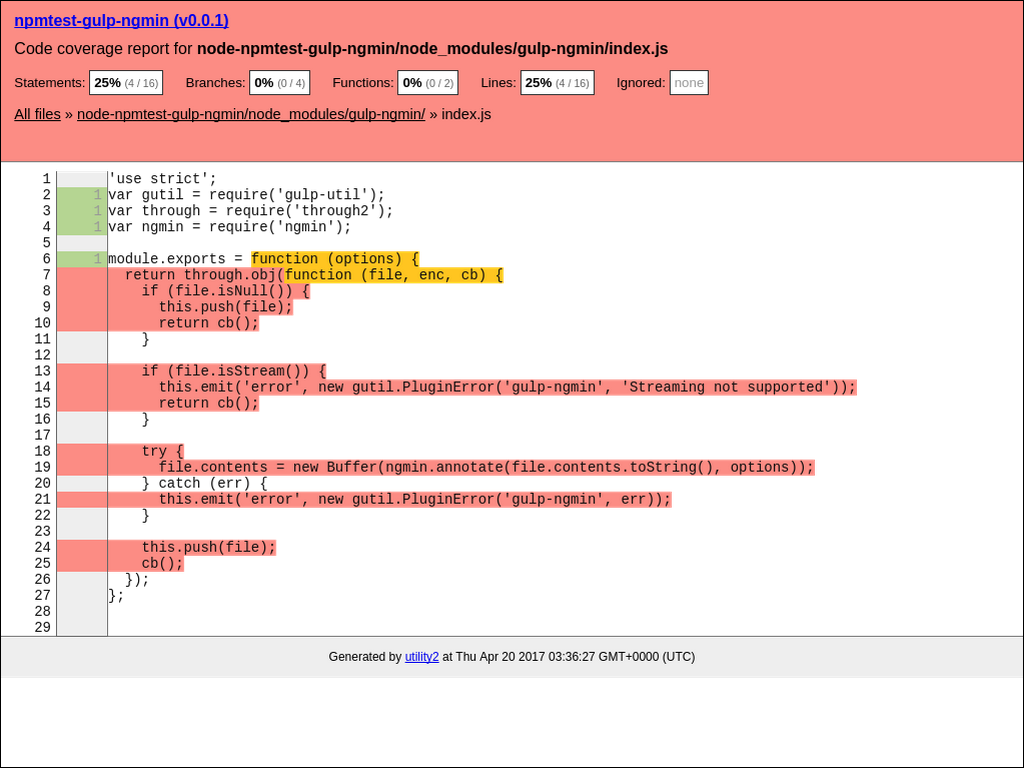 npmtest-gulp-ngmin (v0.0.1)
Code coverage report for node-npmtest-gulp-ngmin/node_modules/gulp-ngmin/index.js
Statements: 25% (4 / 16) Branches: 0% (0 / 4) Functions: 0% (0 / 2) Lines: 25% (4 / 16) Ignored: none
All files » node-npmtest-gulp-ngmin/node_modules/gulp-ngmin/ » index.js
1 'use strict';
2 1 var gutil = require('gulp-util');
3 1 var through = require('through2');
4 1 var ngmin = require('ngmin');
5
6 1 module.exports = function (options) {
7   return through.obj(function (file, enc, cb) {
8     if (file.isNull()) {
9       this.push(file);
10       return cb();
11     }
12
13     if (file.isStream()) {
14       this.emit('error', new gutil.PluginError('gulp-ngmin', 'Streaming not supported'));
15       return cb();
16     }
17
18     try {
19       file.contents = new Buffer(ngmin.annotate(file.contents.toString(), options));
20     } catch (err) {
21       this.emit('error', new gutil.PluginError('gulp-ngmin', err));
22     }
23
24     this.push(file);
25     cb();
26   });
27 };
28
29
Generated by utility2 at Thu Apr 20 2017 03:36:27 GMT+0000 (UTC)